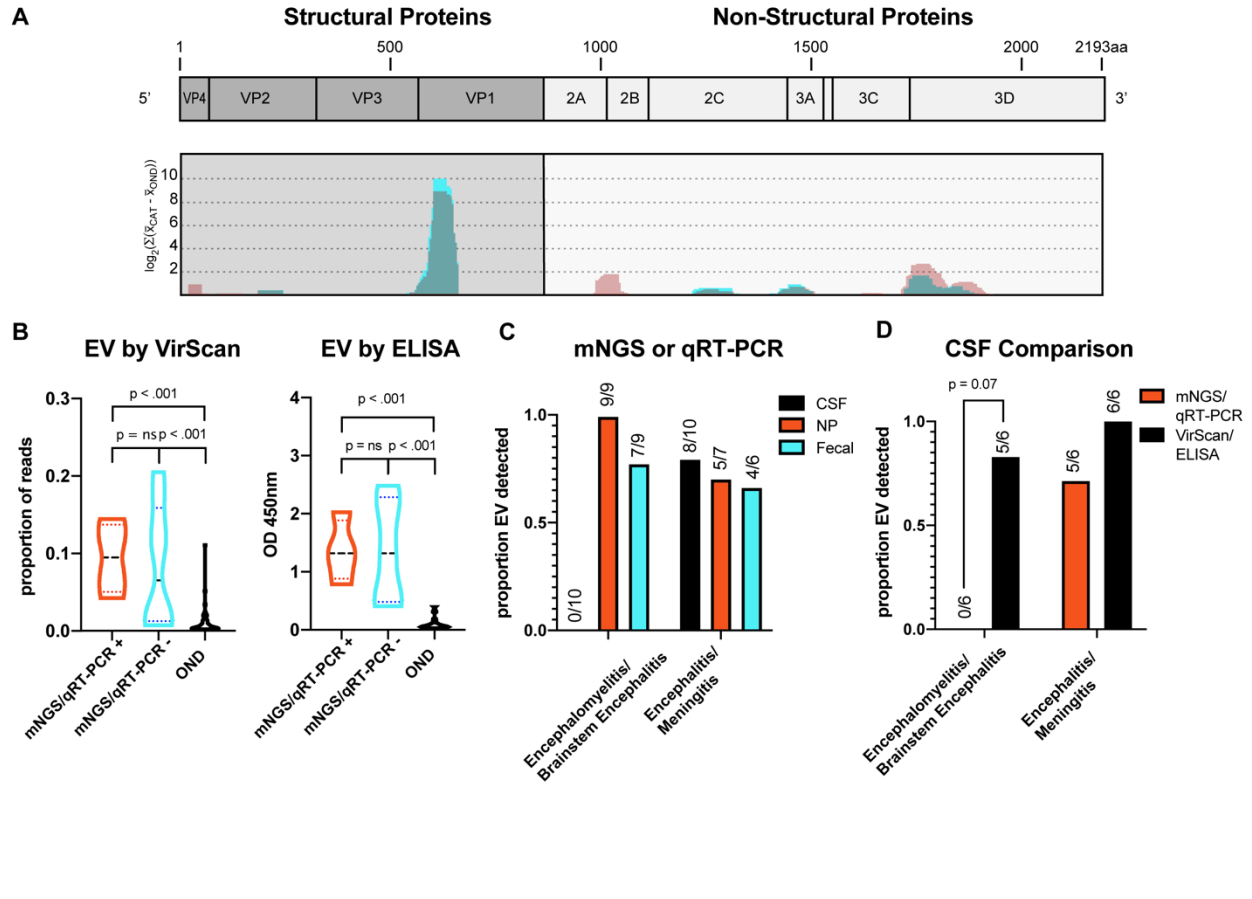 A
Structural Proteins
Non-Structural Proteins
1
500
1000
1500
2000
2193aa
5’
VP4
VP2
VP3
VP1
2A
2B
2C
3A
3C
3D
3’
log2(Σ(x̅CAT - x̅OND))
10
8
6
4
2
B
EV by VirScan
p < .001
p = ns
p < .001
proportion of reads
0.3
0.2
0.1
0.0
mNGS/qRT-PCR +
mNGS/qRT-PCR -
OND
EV by ELISA
p < .001
p = ns
p < .001
OD 450nm
4
3
2
1
0
mNGS/qRT-PCR +
mNGS/qRT-PCR -
OND
C
mNGS or qRT-PCR
proportion EV detected
1.0
0.5
0.0
0/10
9/9
7/9
8/10
5/7
4/6
CSF
NP
Fecal
Encephalomyelitis/
Brainstem Encephalitis
Encephalitis/
Meningitis
D
CSF Comparison
p = 0.07
proportion EV detected
1.0
0.5
0.0
0/6
5/6
5/6
6/6
mNGS/
qRT-PCR
VirScan/
ELISA
Encephalomyelitis/
Brainstem Encephalitis
Encephalitis/
Meningitis